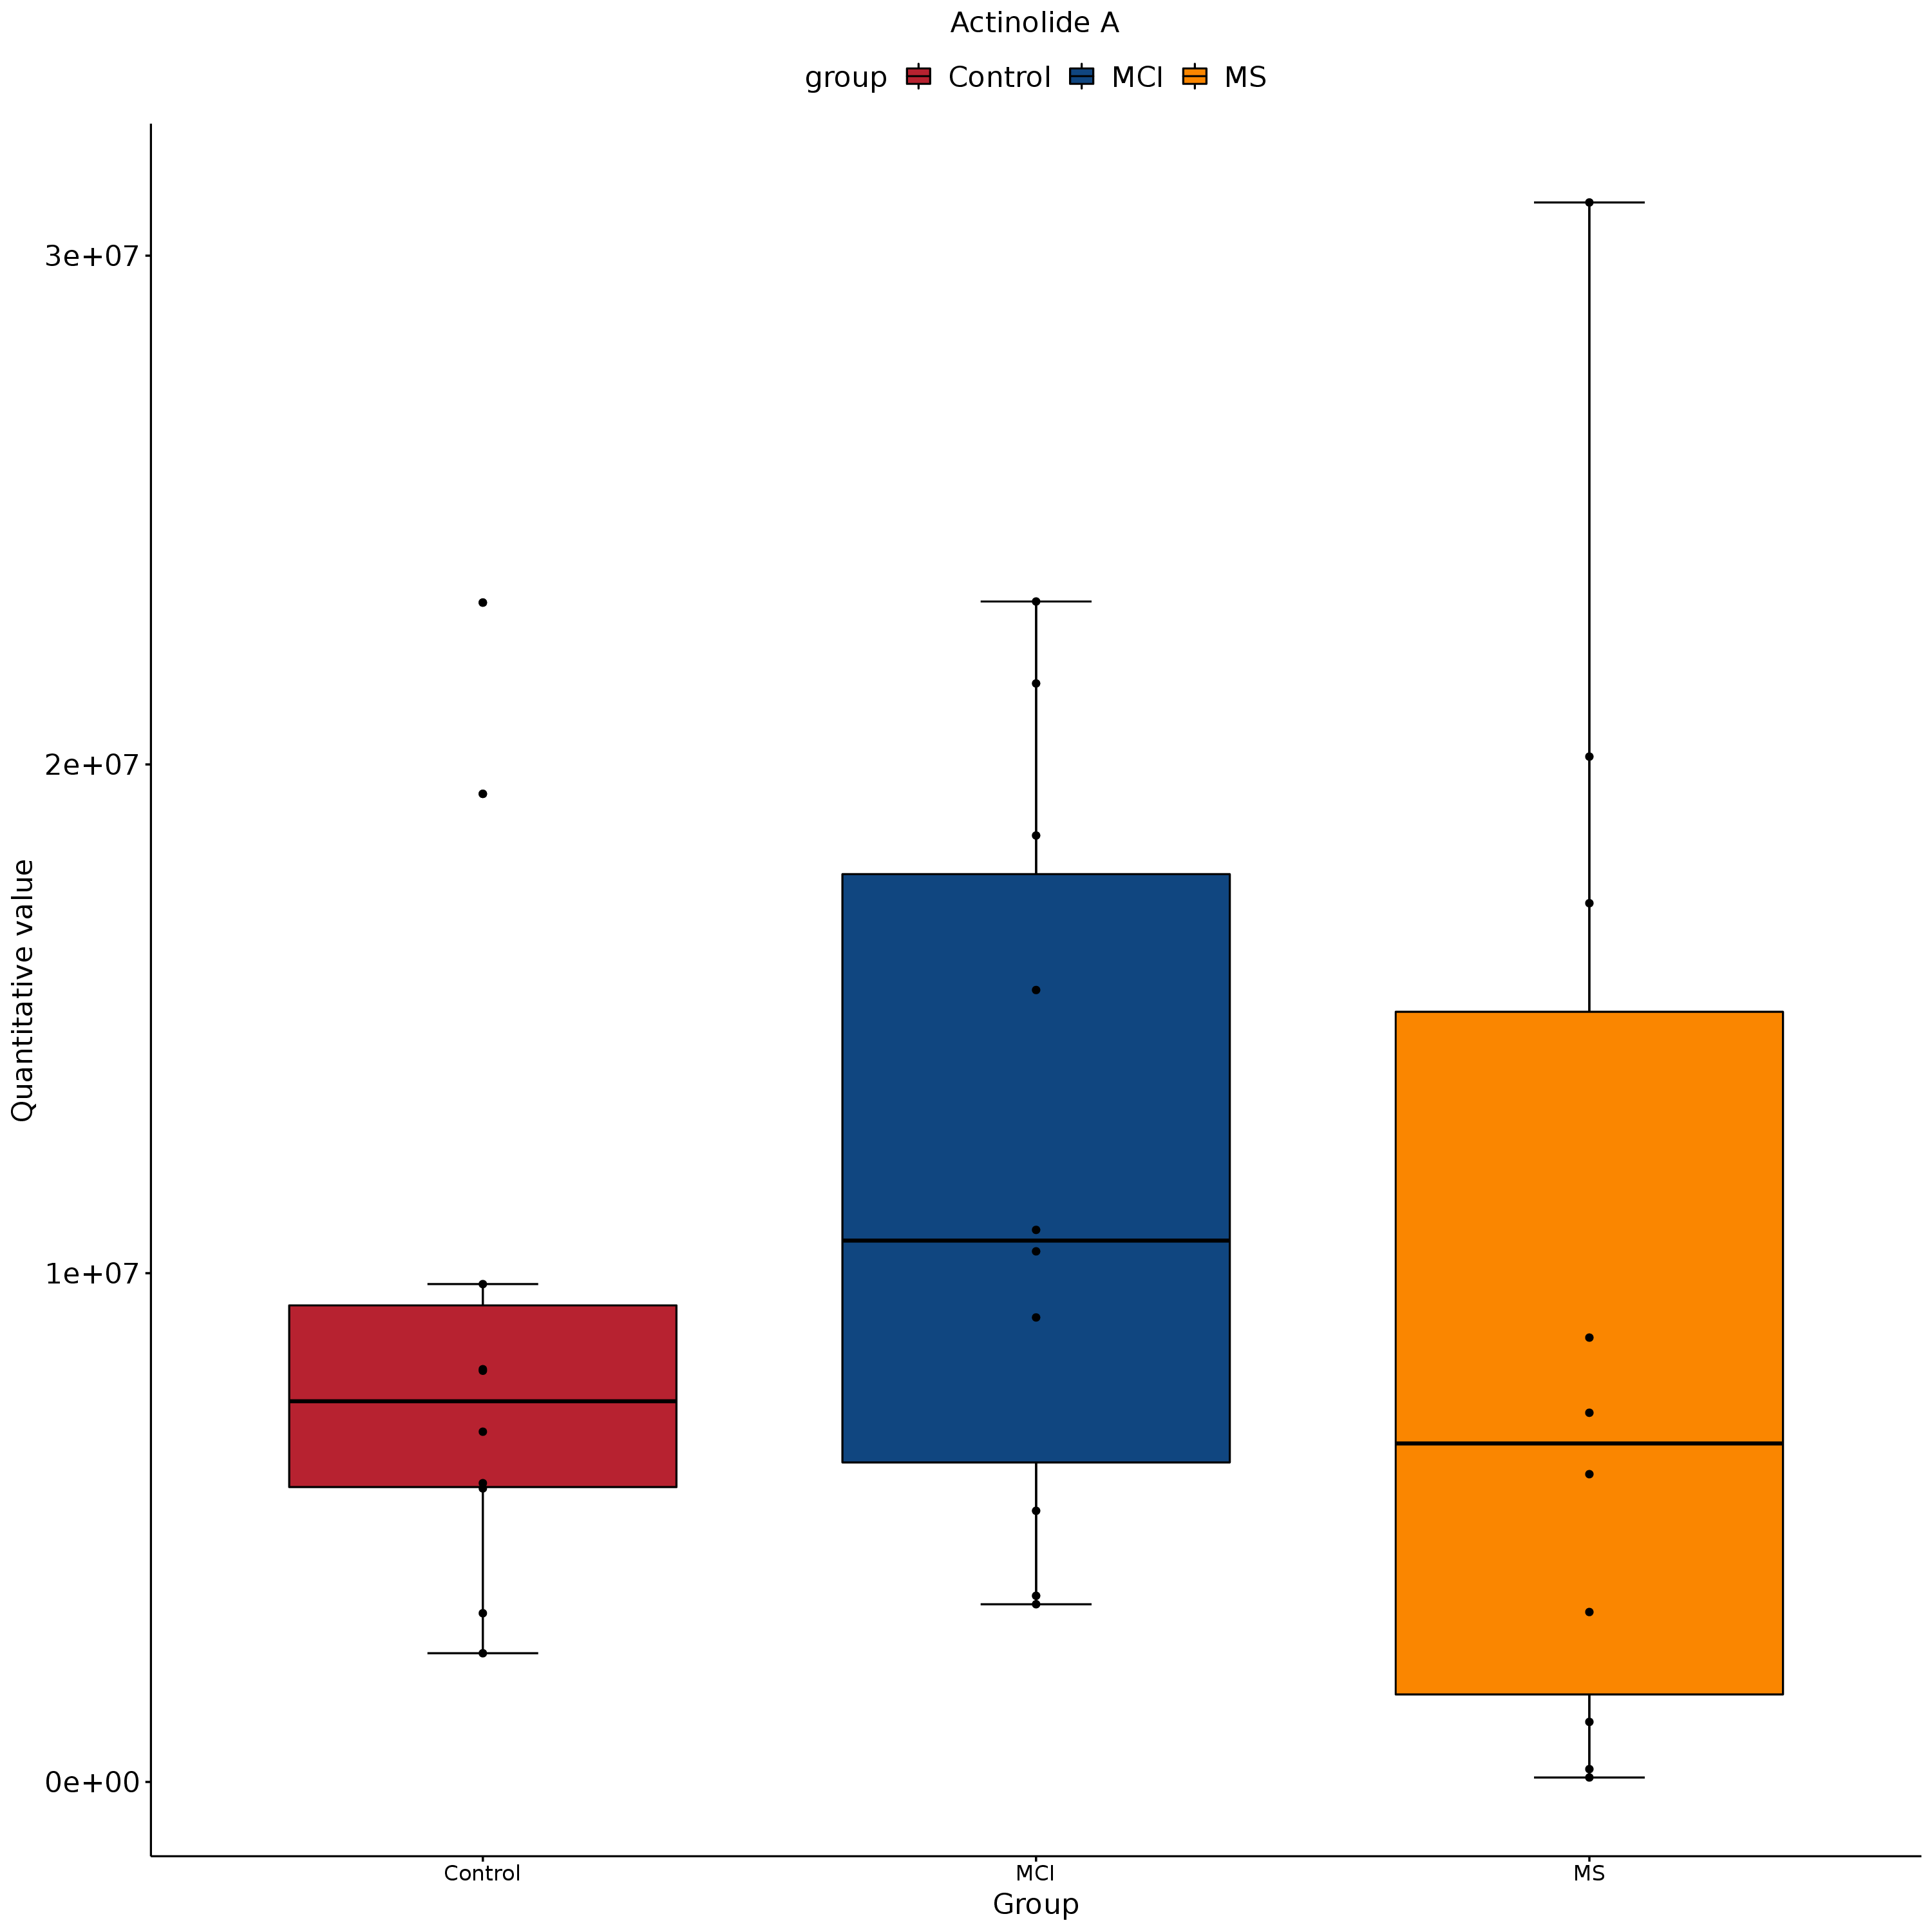 Actinolide A
group Control MCI MS
3e+07
2e+07
1e+07
0e+00
Quantitative value
Control MCI MS
Group